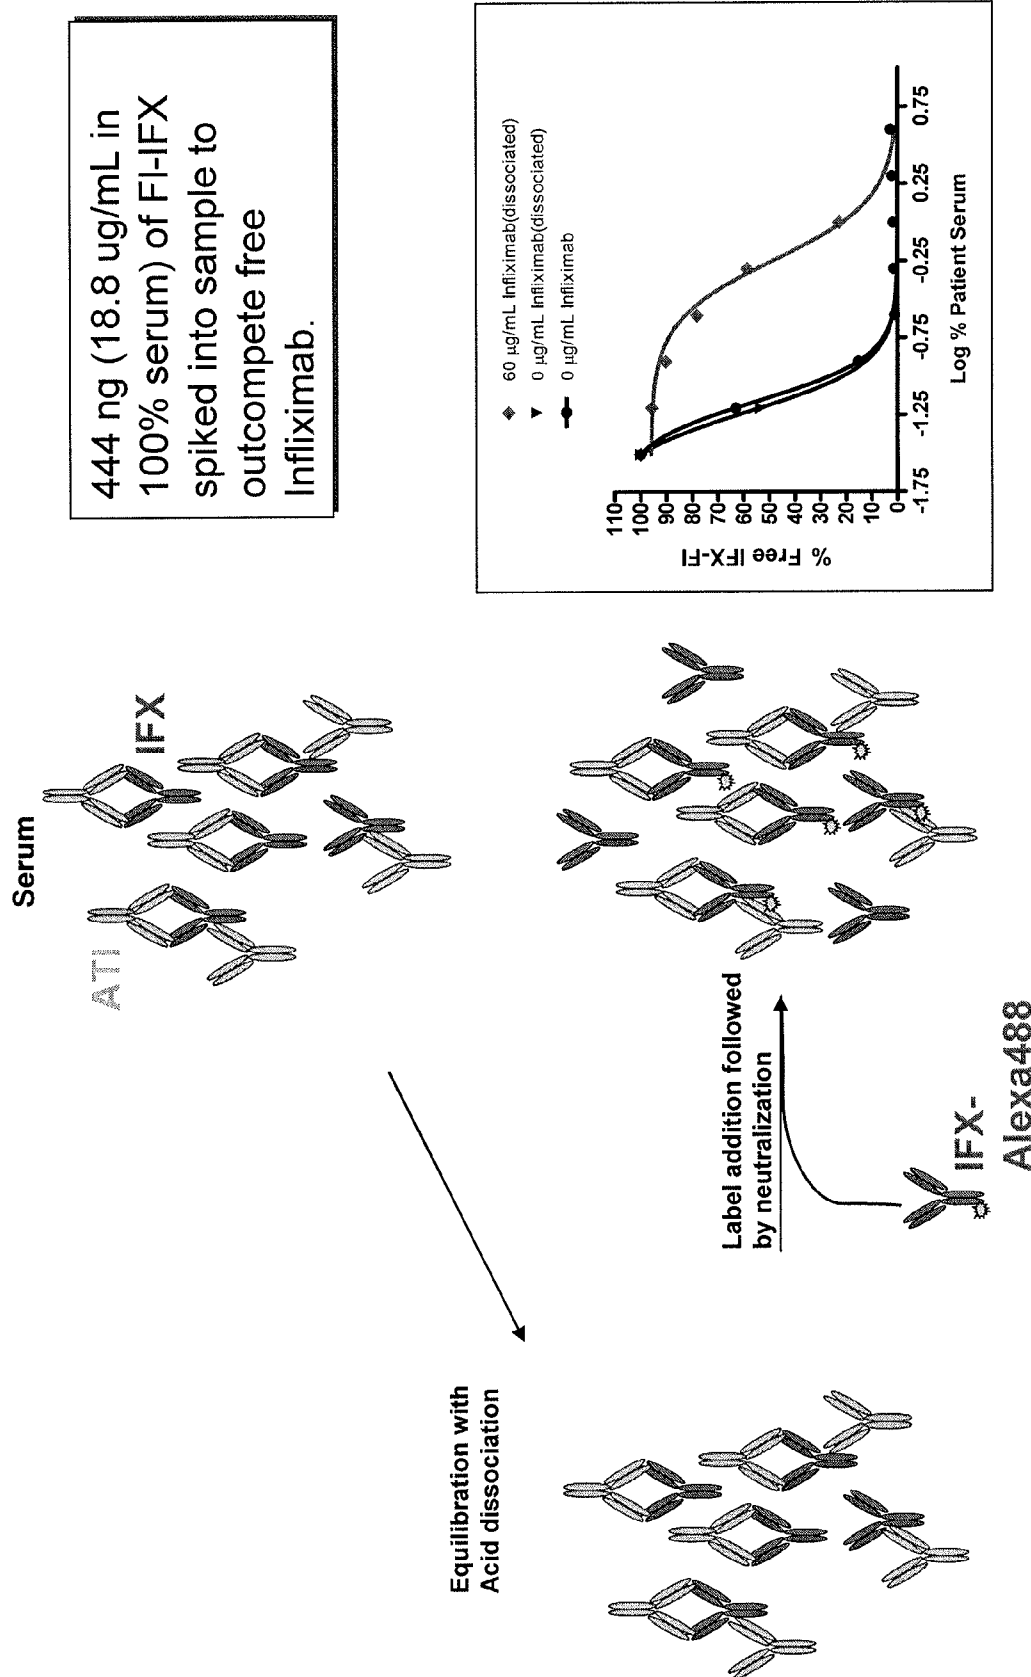 Serum
ATI
IFX
444 ng (18.8 ug/mL in
100% serum) of Fl-IFX
spiked into sample to
outcompete free
Infliximab.
Equilibration with
Acid dissociation
Label addition followed
by neutralization
IFX-
Alexa488
60 µg/mL Infliximab(dissociated)
0 µg/mL Infliximab(dissociated)
0 µg/mL Infliximab
% Free IFX-Fl
110
100
90
80
70
60
50
40
30
20
10
0
-1.75
-1.25
-0.75
-0.25
0.25
0.75
Log % Patient Serum